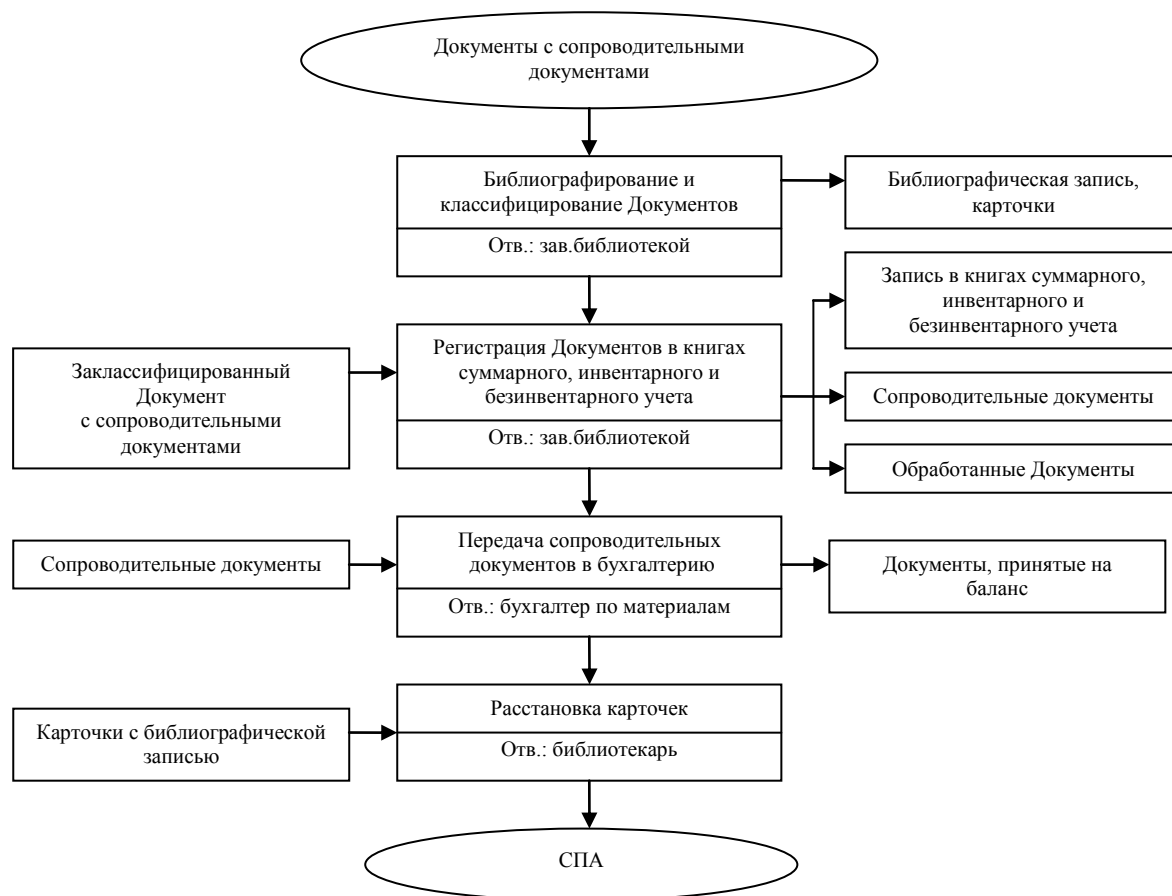 Документы с сопроводительными
документами
Библиографирование и
классифицирование Документов
Отв.: зав.библиотекой
Библиографическая запись,
карточки
Запись в книгах суммарного,
инвентарного и
безинвентарного учета
Заклассифицированный
Документ
с сопроводительными
документами
Регистрация Документов в книгах
суммарного, инвентарного и
безинвентарного учета
Отв.: зав.библиотекой
Сопроводительные документы
Обработанные Документы
Сопроводительные документы
Передача сопроводительных
документов в бухгалтерию
Отв.: бухгалтер по материалам
Документы, принятые на
баланс
Карточки с библиографической
записью
Расстановка карточек
Отв.: библиотекарь
СПА